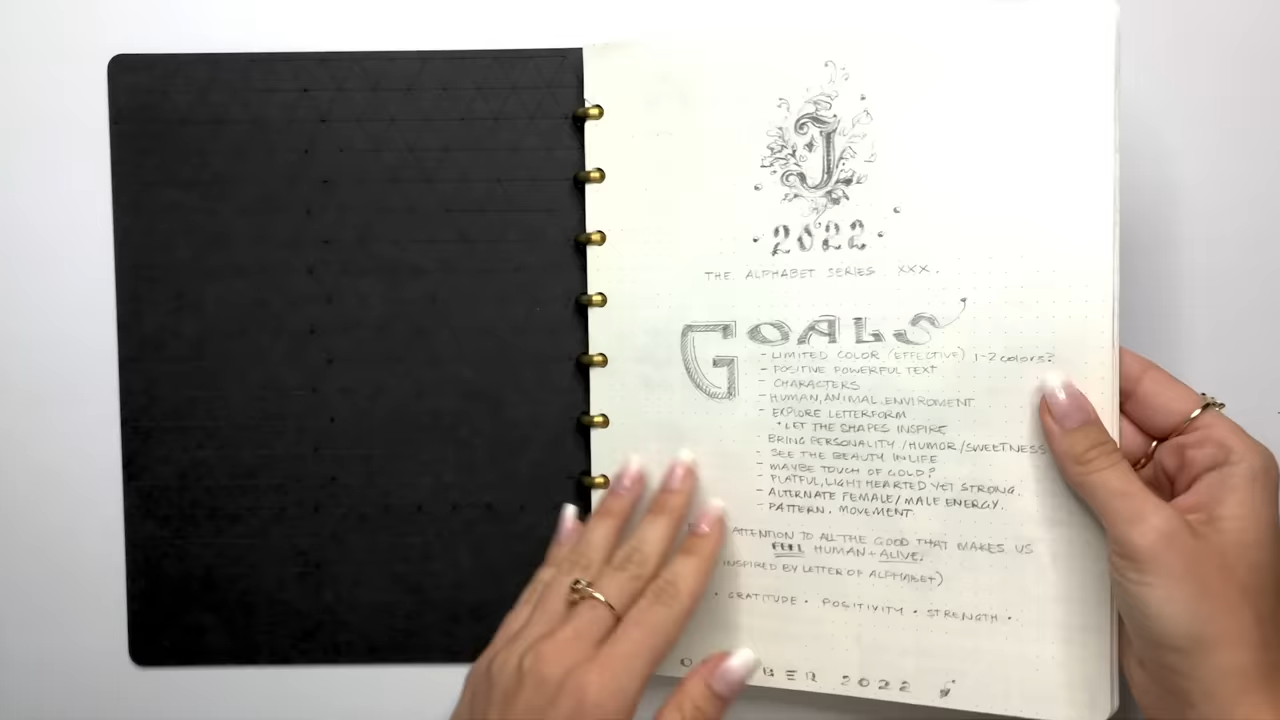 J
2022
THE ALPHABET SERIES XXX.
GOALS
- LIMITED COLOR (EFFECTIVE) 1-2 colors?
- POSITIVE POWERFUL TEXT
- CHARACTERS
- HUMAN, ANIMAL, ENVIROMENT
- EXPLORE LETTERFORM
* LET THE SHAPES INSPIRE
- BRING PERSONALITY / HUMOR / SWEETNESS
- SEE THE BEAUTY IN LIFE
- MAYBE TOUCH OF GOLD?
- PLAYFUL, LIGHTHEARTED YET STRONG.
- ALTERNATE FEMALE / MALE ENERGY.
- PATTERN. MOVEMENT
ATTENTION TO ALL THE GOOD THAT MAKES US
FEEL HUMAN + ALIVE.
INSPIRED BY LETTER OF ALPHABET)
• GRATITUDE • POSITIVITY • STRENGTH •
2022